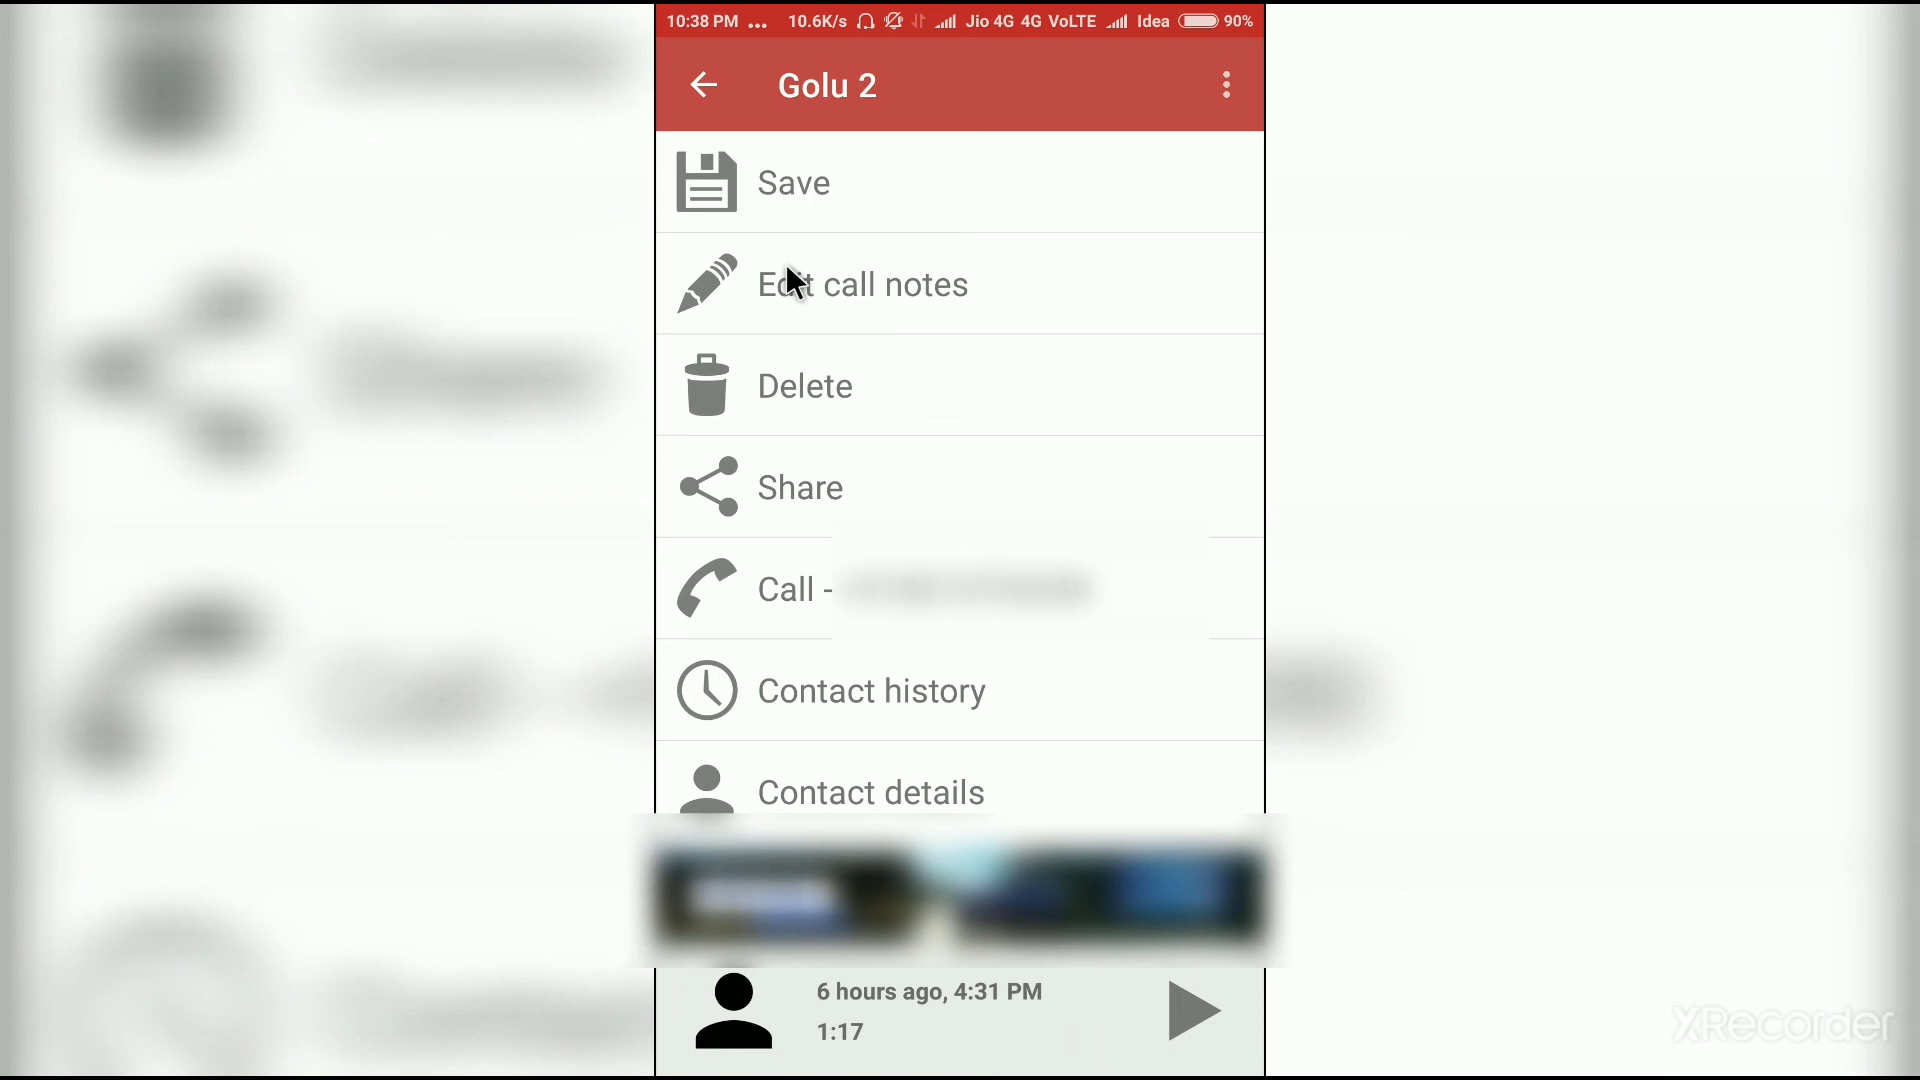 10:38 PM ... 10.6K/s Jio 4G 4G VoLTE Idea 90%
Golu 2
Save
Edit call notes
Delete
Share
Call -
Contact history
Contact details
6 hours ago, 4:31 PM
1:17
XRecorder